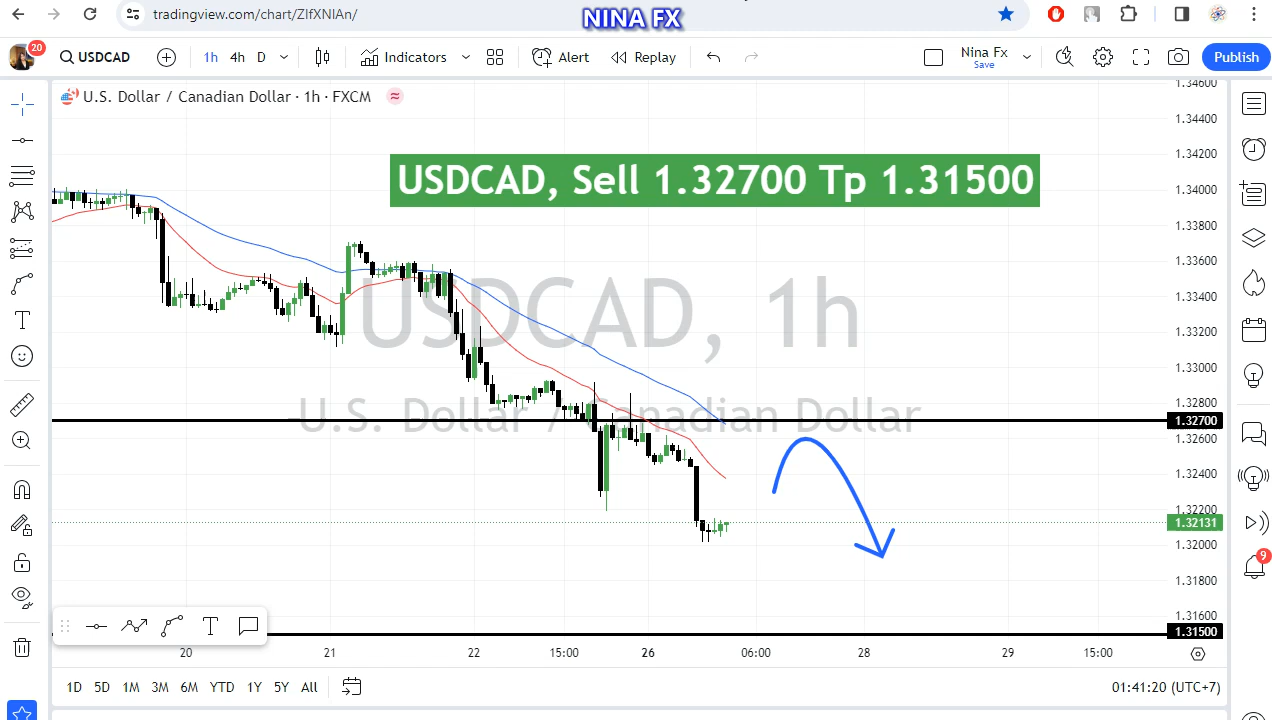 tradingview.com/chart/ZlfXNIAn/
NINA FX
20
USDCAD
1h 4h D
Indicators
Alert
Replay
Nina Fx
Save
Publish
U.S. Dollar / Canadian Dollar · 1h · FXCM
USDCAD, Sell 1.32700 Tp 1.31500
USDCAD, 1h
U.S. Dollar / Canadian Dollar
1.34600
1.34400
1.34200
1.34000
1.33800
1.33600
1.33400
1.33200
1.33000
1.32800
1.32700
1.32600
1.32400
1.32200
1.32131
1.32000
1.31800
1.31600
1.31500
9
T
T
20 21 22 15:00 26 06:00 28 29 15:00
1D 5D 1M 3M 6M YTD 1Y 5Y All
01:41:20 (UTC+7)